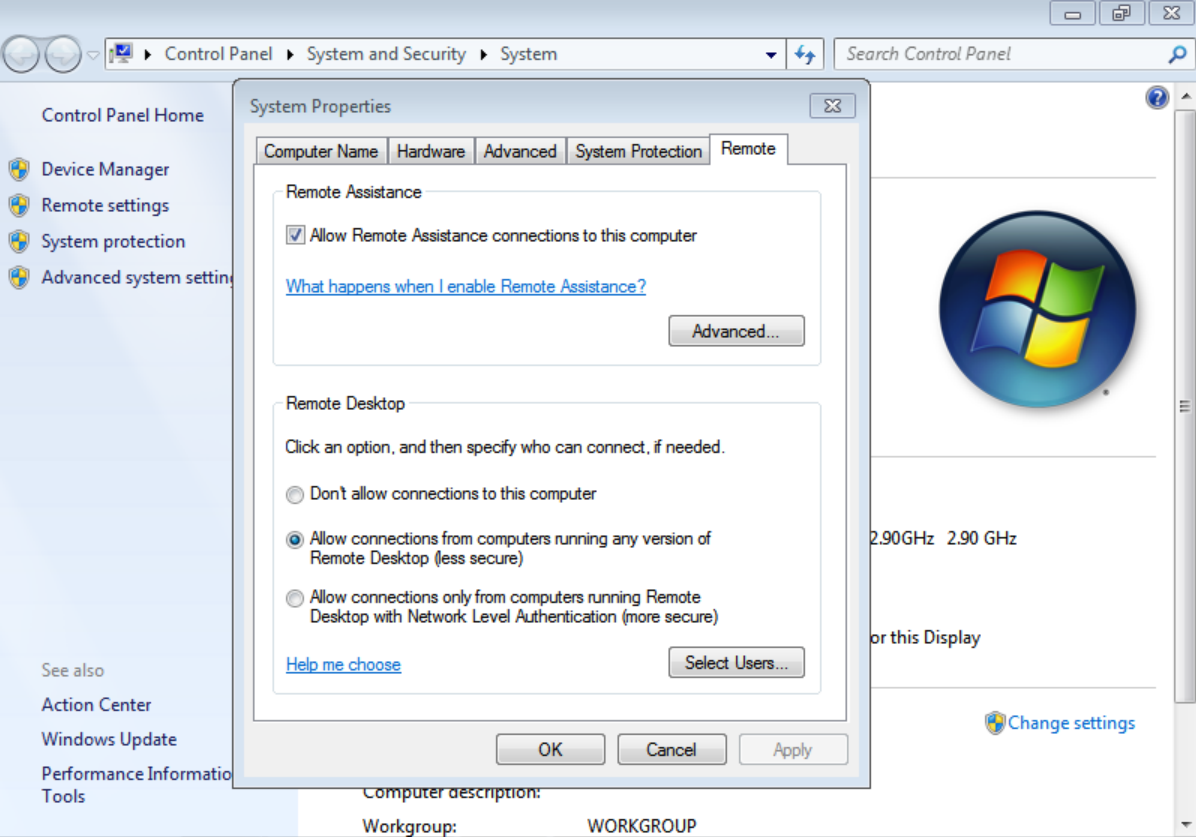 Control Panel System and Security System
Search Control Panel
Control Panel Home
Device Manager
Remote settings
System protection
Advanced system settin
See also
Action Center
Windows Update
Performance Informatio
Tools
System Properties
Computer Name Hardware Advanced System Protection Remote
Remote Assistance
Allow Remote Assistance connections to this computer
What happens when I enable Remote Assistance?
Advanced...
Remote Desktop
Click an option, and then specify who can connect, if needed.
Don't allow connections to this computer
Allow connections from computers running any version of
Remote Desktop (less secure)
Allow connections only from computers running Remote
Desktop with Network Level Authentication (more secure)
Help me choose
Select Users...
OK Cancel Apply
2.90GHz 2.90 GHz
or this Display
Change settings
Computer description:
Workgroup: WORKGROUP